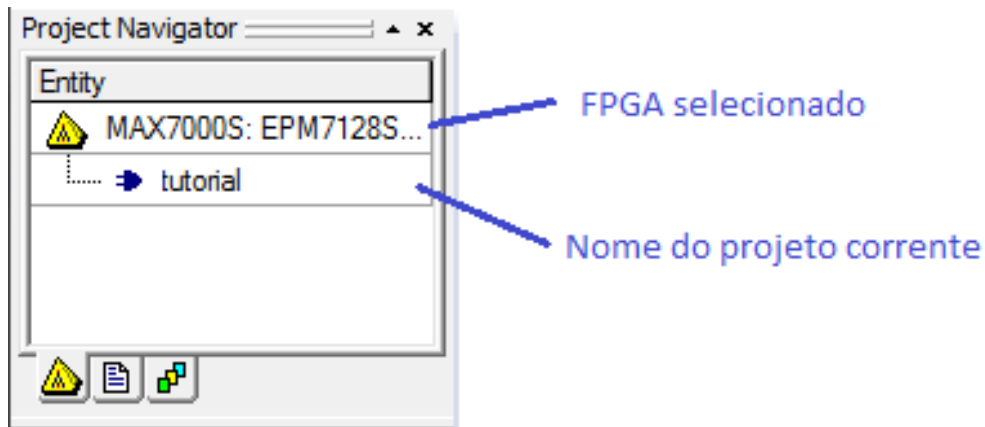 Project Navigator
Entity
MAX7000S: EPM7128S...
FPGA selecionado
tutorial
Nome do projeto corrente